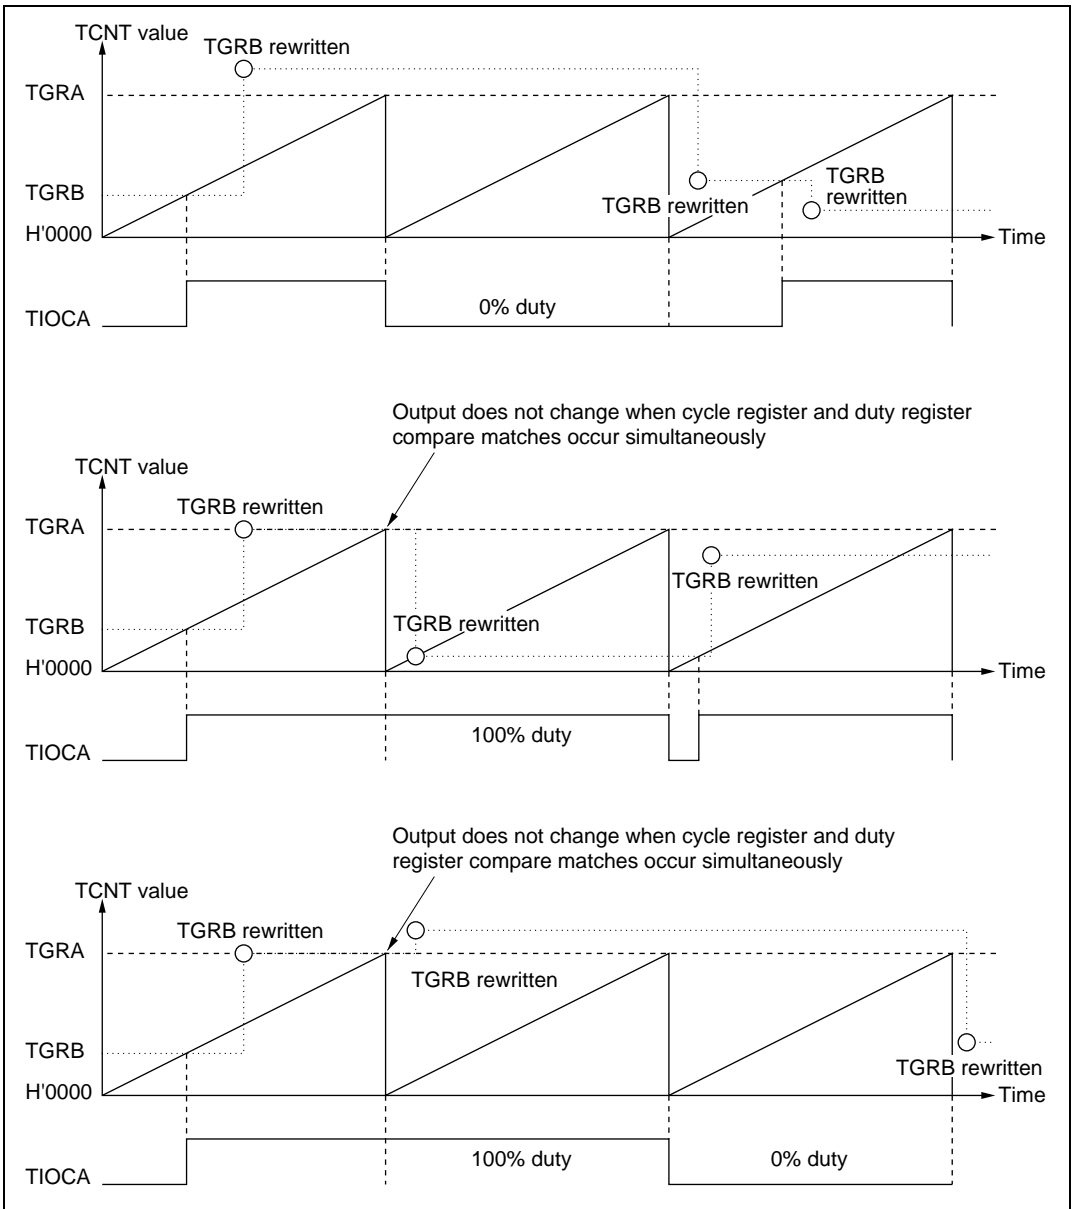 TCNT value
TGRB rewritten
TGRA
TGRB
TGRB rewritten
TGRB
rewritten
H'0000
Time
TIOCA
0% duty
Output does not change when cycle register and duty register
compare matches occur simultaneously
TCNT value
TGRB rewritten
TGRA
TGRB rewritten
TGRB
TGRB rewritten
H'0000
Time
TIOCA
100% duty
Output does not change when cycle register and duty
register compare matches occur simultaneously
TCNT value
TGRB rewritten
TGRA
TGRB rewritten
TGRB
TGRB rewritten
H'0000
Time
TIOCA
100% duty
0% duty